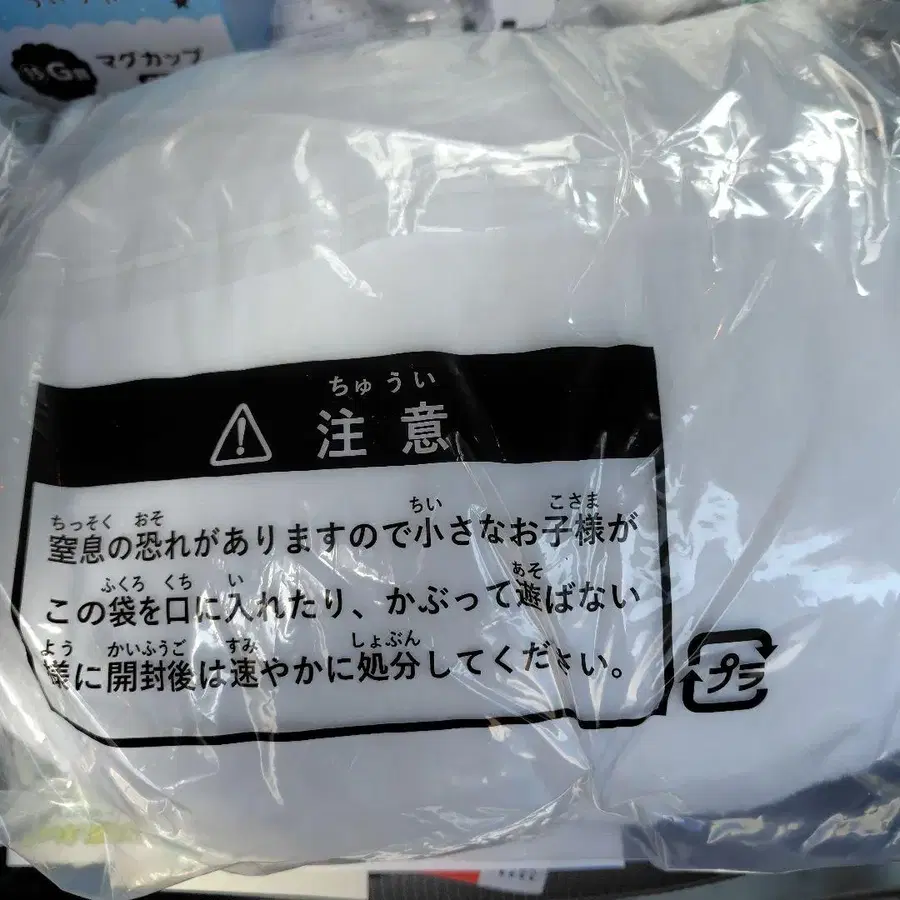 マグカップ
G賞
ちゅうい
注意
ちっそく おそ ちい こさま
窒息の恐れがありますので小さなお子様が
ふくろ くち い あそ
この袋を口に入れたり、かぶって遊ばない
よう かいふうご すみ しょぶん
様に開封後は速やかに処分してください。
プラ